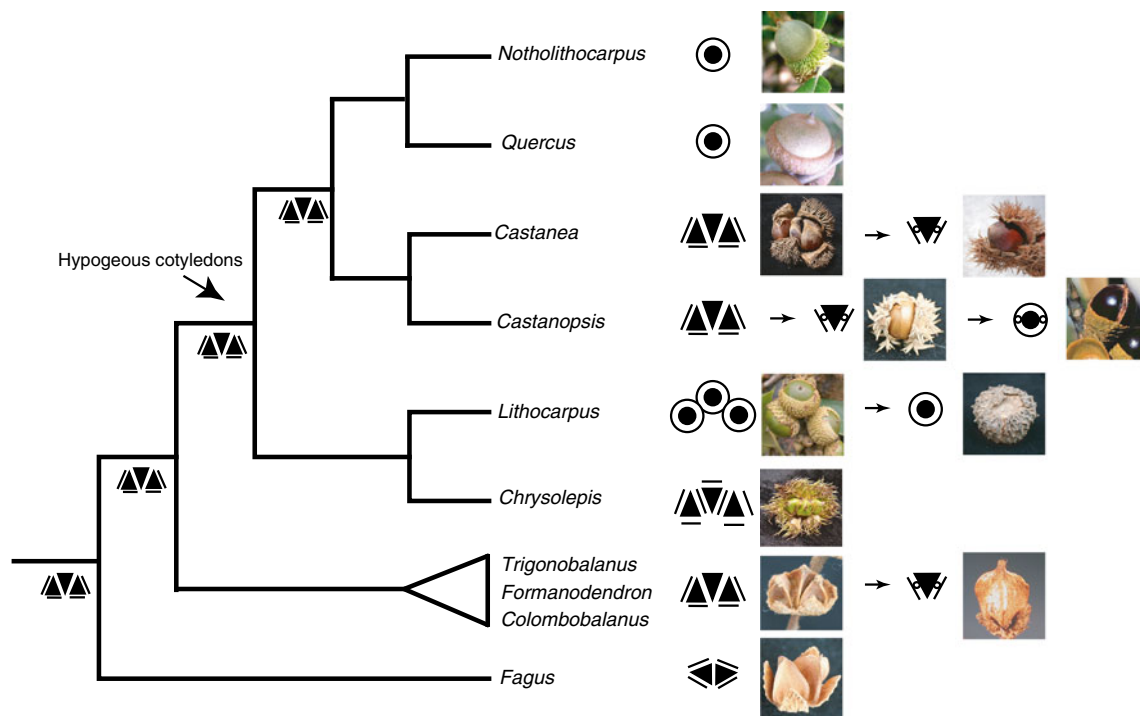 Notholithocarpus
Quercus
Castanea
Hypogeous cotyledons
Castanopsis
Lithocarpus
Chrysolepis
Trigonobalanus
Formanodendron
Colombobalanus
Fagus